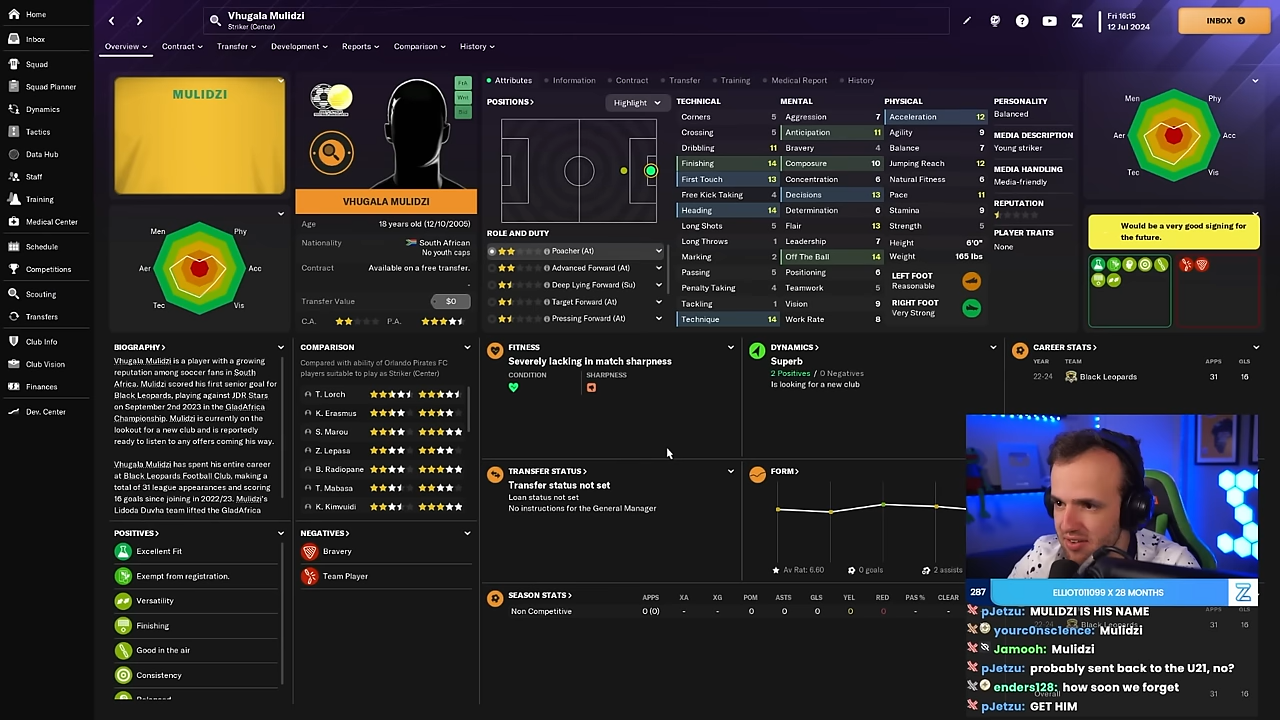 Home
Inbox
Squad
Squad Planner
Dynamics
Tactics
Data Hub
Staff
Training
Medical Center
Schedule
Competitions
Scouting
Transfers
Club Info
Club Vision
Finances
Dev. Center
Vhugala Mulidzi
Striker (Center)
Fri 16:15
12 Jul 2024
INBOX
Overview
Contract
Transfer
Development
Reports
Comparison
History
MULIDZI
VHUGALA MULIDZI
Age 18 years old (12/10/2005)
Nationality South African
No youth caps
Contract Available on a free transfer.
-
Transfer Value $0
C.A. P.A.
Men Phy
Aer Acc
Tec Vis
Attributes Information Contract Transfer Training Medical Report History
POSITIONS>
Highlight
ROLE AND DUTY
Poacher (At)
Advanced Forward (At)
Deep Lying Forward (Su)
Target Forward (At)
Pressing Forward (At)
TECHNICAL
Corners 5
Crossing 5
Dribbling 11
Finishing 14
First Touch 13
Free Kick Taking 4
Heading 14
Long Shots 5
Long Throws 1
Marking 2
Passing 5
Penalty Taking 4
Tackling 1
Technique 14
MENTAL
Aggression 7
Anticipation 11
Bravery 4
Composure 10
Concentration 6
Decisions 13
Determination 6
Flair 13
Leadership 7
Off The Ball 14
Positioning 6
Teamwork 5
Vision 9
Work Rate 8
PHYSICAL
Acceleration 12
Agility 9
Balance 7
Jumping Reach 12
Natural Fitness 6
Pace 11
Stamina 9
Strength 5
Height 6'0"
Weight 165 lbs
LEFT FOOT
Reasonable
RIGHT FOOT
Very Strong
PERSONALITY
Balanced
MEDIA DESCRIPTION
Young striker
MEDIA HANDLING
Media-friendly
REPUTATION
PLAYER TRAITS
None
Men Phy
Aer Acc
Tec Vis
Would be a very good signing for
the future.
BIOGRAPHY>
Vhugala Mulidzi is a player with a growing
reputation among soccer fans in South
Africa. Mulidzi scored his first senior goal for
Black Leopards, playing against JDR Stars
on September 2nd 2023 in the GladAfrica
Championship. Mulidzi is currently on the
lookout for a new club and is reportedly
ready to listen to any offers coming his way.
Vhugala Mulidzi has spent his entire career
at Black Leopards Football Club, making a
total of 31 league appearances and scoring
16 goals since joining in 2022/23. Mulidzi's
Lidoda Duvha team lifted the GladAfrica
POSITIVES>
Excellent Fit
Exempt from registration.
Versatility
Finishing
Good in the air
Consistency
COMPARISON
Compared with ability of Orlando Pirates FC
players suitable to play as Striker (Center)
T. Lorch
K. Erasmus
S. Marou
Z. Lepasa
B. Radiopane
T. Mabasa
K. Kimvuidi
NEGATIVES>
Bravery
Team Player
FITNESS
Severely lacking in match sharpness
CONDITION SHARPNESS
DYNAMICS>
Superb
2 Positives / 0 Negatives
Is looking for a new club
CAREER STATS>
YEAR TEAM APPS GLS
22-24 Black Leopards 31 16
TRANSFER STATUS>
Transfer status not set
Loan status not set
No instructions for the General Manager
FORM>
Av Rat: 6.60 0 goals 2 assists
SEASON STATS>
APPS XA XG POM ASTS GLS YEL RED PAS % CLEAR
Non Competitive 0 (0) - - 0 0 0 0 0 - -
287 ELLIOT011099 X 28 MONTHS
pJetzu: MULIDZI IS HIS NAME
APPS GLS
yourc0nsc1ence: Mulidzi
Black Leopards 31 16
Jamooh: Mulidzi
pJetzu: probably sent back to the U21, no?
enders128: how soon we forget
Overall 31 16
pJetzu: GET HIM